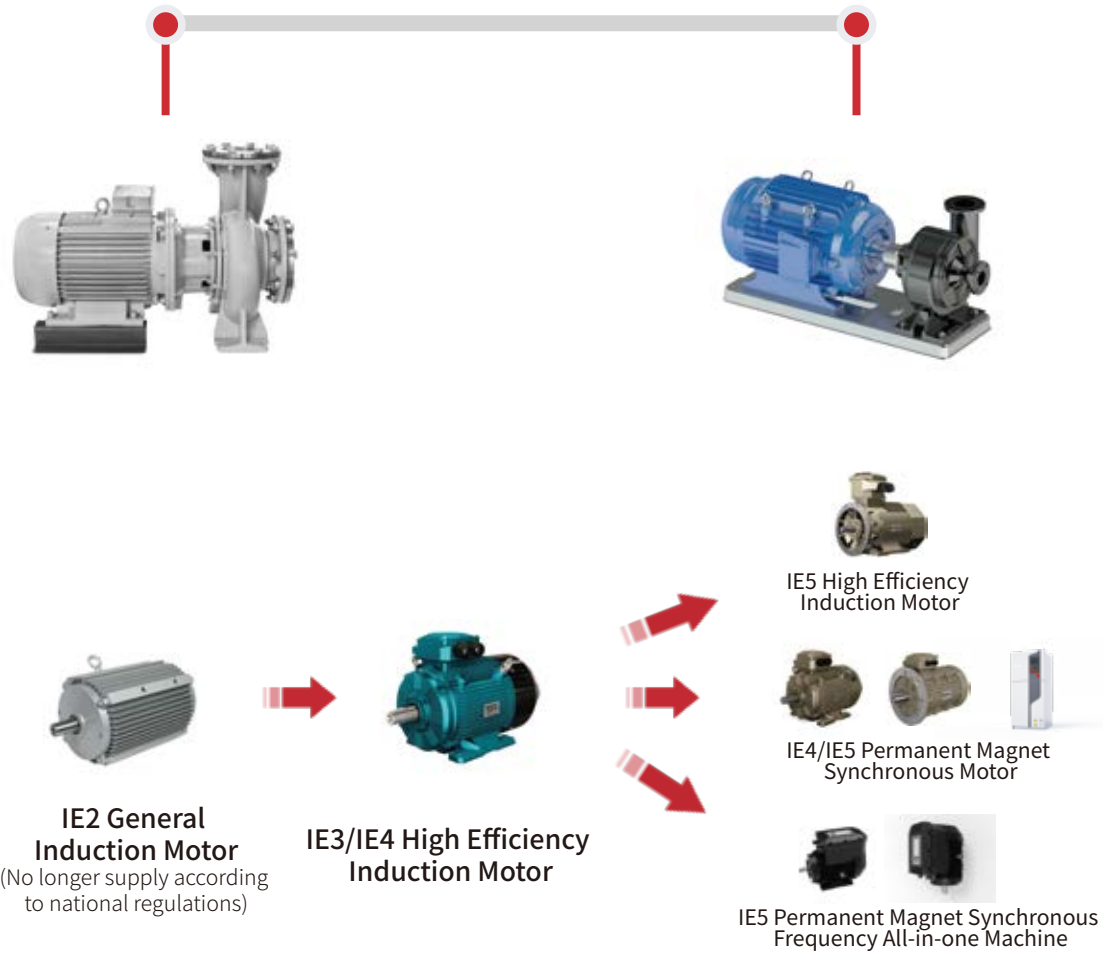 IE5 High Efficiency
Induction Motor
IE4/IE5 Permanent Magnet
Synchronous Motor
IE2 General
Induction Motor
(No longer supply according
to national regulations)
IE3/IE4 High Efficiency
Induction Motor
IE5 Permanent Magnet Synchronous
Frequency All-in-one Machine